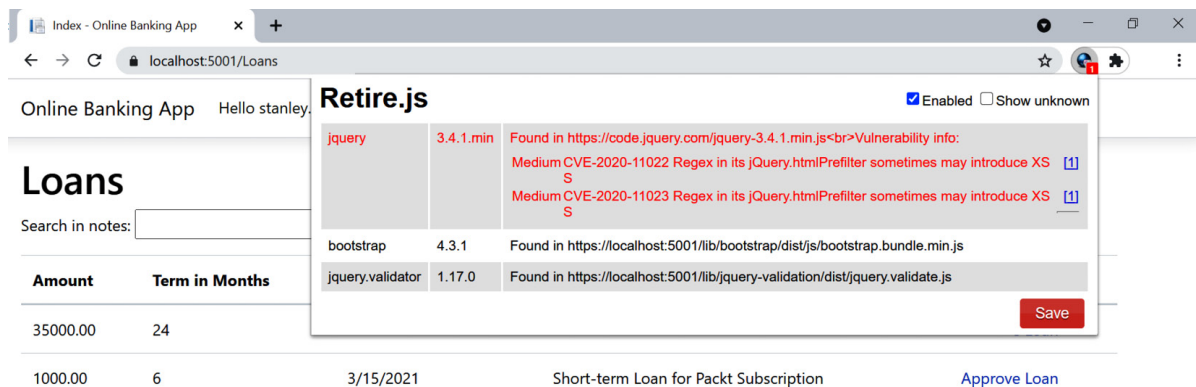 Index - Online Banking App
localhost:5001/Loans
1
Online Banking App Hello stanley.
Retire.js
Enabled Show unknown
jquery 3.4.1.min Found in https://code.jquery.com/jquery-3.4.1.min.js<br>Vulnerability info:
Medium CVE-2020-11022 Regex in its jQuery.htmlPrefilter sometimes may introduce XS [1]
S
Medium CVE-2020-11023 Regex in its jQuery.htmlPrefilter sometimes may introduce XS [1]
S
bootstrap 4.3.1 Found in https://localhost:5001/lib/bootstrap/dist/js/bootstrap.bundle.min.js
jquery.validator 1.17.0 Found in https://localhost:5001/lib/jquery-validation/dist/jquery.validate.js
Save
Loans
Search in notes:
Amount Term in Months
35000.00 24
1000.00 6 3/15/2021 Short-term Loan for Packt Subscription Approve Loan